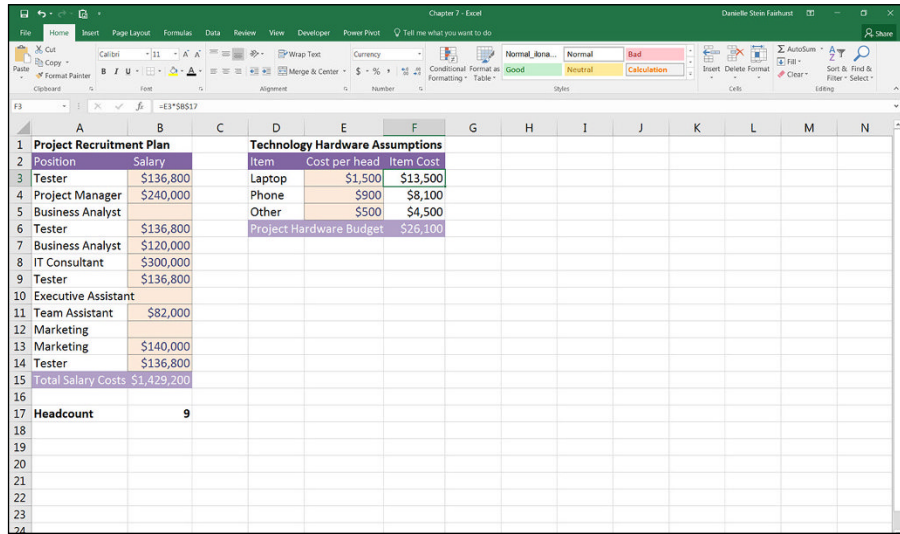 Chapter 7 - Excel
Danielle Stein Fairhurst
File Home Insert Page Layout Formulas Data Review View Developer Power Pivot Tell me what you want to do
Share
Paste
Cut
Copy
Format Painter
Calibri 11
B I U
Wrap Text
Merge & Center
Currency
$ % ,
Conditional Formatting
Format as Table
Normal_ilona...
Normal
Bad
Good
Neutral
Calculation
Insert Delete Format
AutoSum
Fill
Clear
Sort & Filter
Find & Select
Clipboard Font Alignment Number Styles Cells Editing
F3 fx =E3*$B$17
A B C D E F G H I J K L M N
1 Project Recruitment Plan Technology Hardware Assumptions
2 Position Salary Item Cost per head Item Cost
3 Tester $136,800 Laptop $1,500 $13,500
4 Project Manager $240,000 Phone $900 $8,100
5 Business Analyst Other $500 $4,500
6 Tester $136,800 Project Hardware Budget $26,100
7 Business Analyst $120,000
8 IT Consultant $300,000
9 Tester $136,800
10 Executive Assistant
11 Team Assistant $82,000
12 Marketing
13 Marketing $140,000
14 Tester $136,800
15 Total Salary Costs $1,429,200
16
17 Headcount 9
18
19
20
21
22
23
24